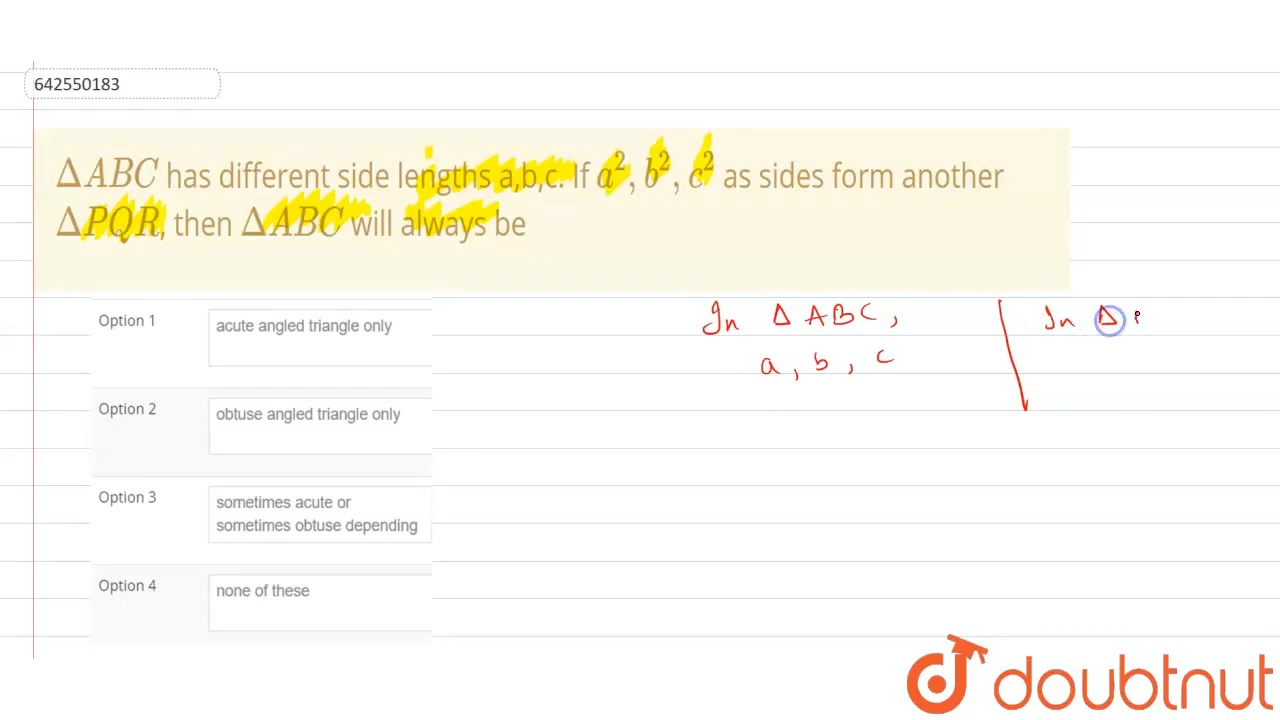 642550183
ΔABC has different side lengths a,b,c. If a², b², c² as sides form another
ΔPQR, then ΔABC will always be
Option 1
acute angled triangle only
Option 2
obtuse angled triangle only
Option 3
sometimes acute or
sometimes obtuse depending
Option 4
none of these
In Δ ABC,
a, b, c
In Δ
doubtnut